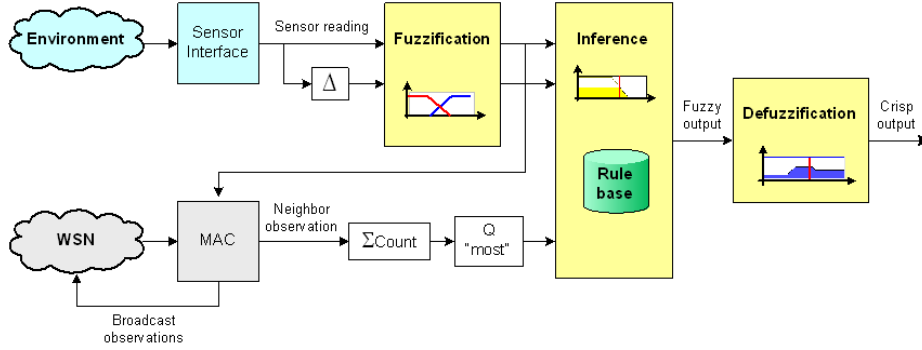 Environment
Sensor
Interface
Sensor reading
Δ
Fuzzification
Inference
Rule
base
Fuzzy
output
Defuzzification
Crisp
output
WSN
MAC
Neighbor
observation
ΣCount
Q
"most"
Broadcast
observations